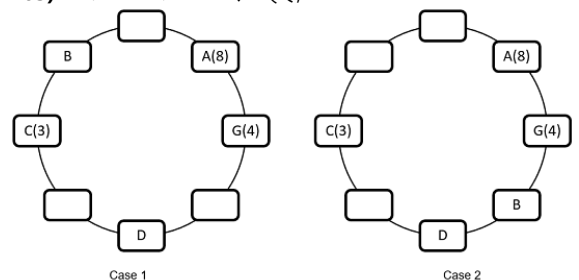 B A(8) A(8)
C(3) G(4) C(3) G(4)
B
D D
Case 1 Case 2